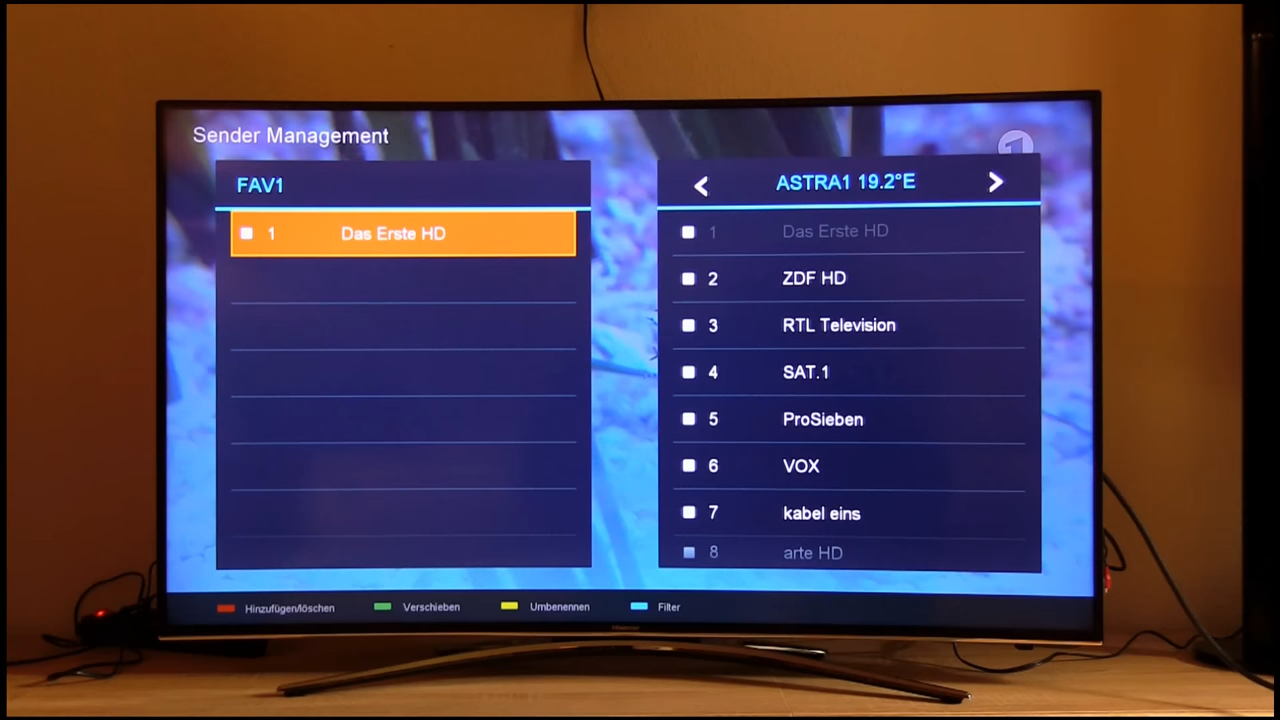 Sender Management
1
FAV1
1 Das Erste HD
ASTRA1 19.2°E
1 Das Erste HD
2 ZDF HD
3 RTL Television
4 SAT.1
5 ProSieben
6 VOX
7 kabel eins
8 arte HD
Hinzufügen/löschen Verschieben Umbenennen Filter
Hisense